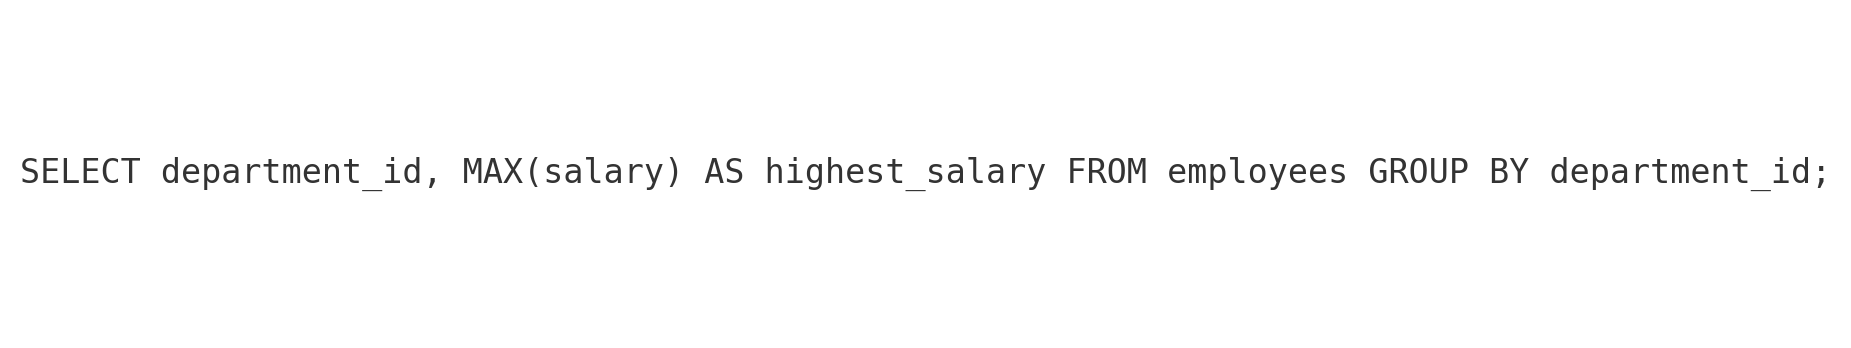 SELECT department_id, MAX(salary) AS highest_salary FROM employees GROUP BY department_id;